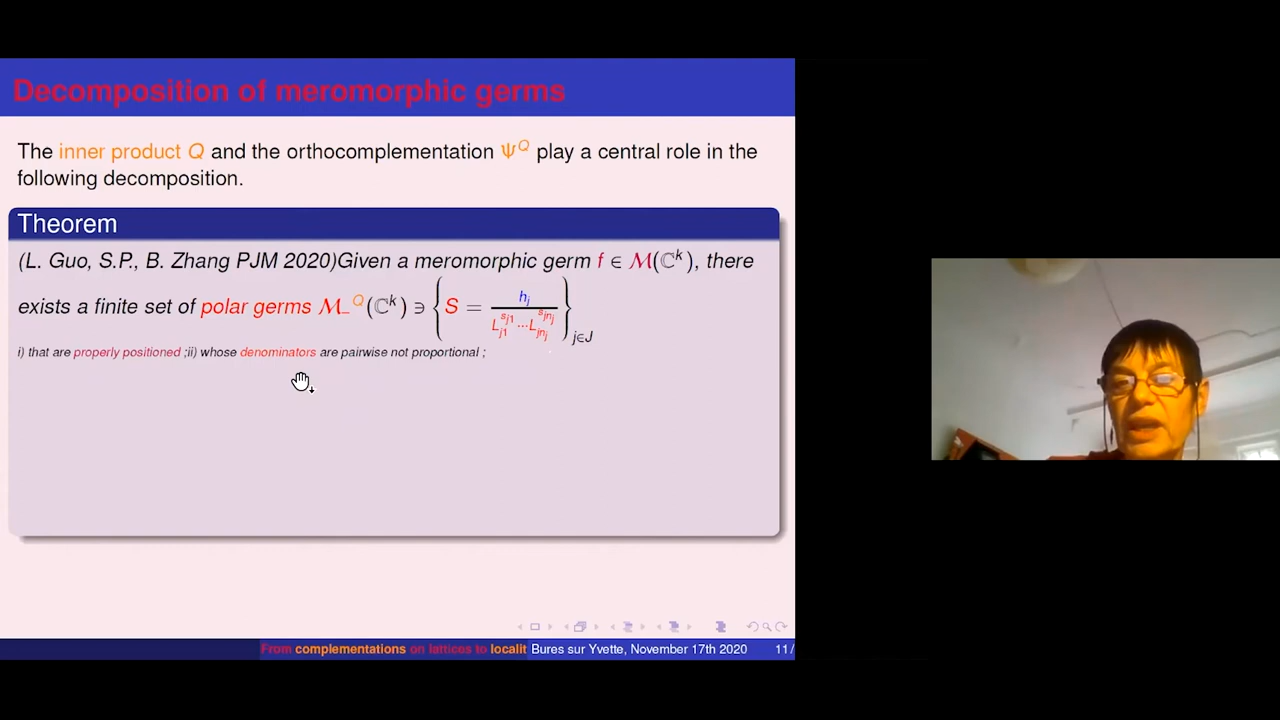 Decomposition of meromorphic germs
The inner product Q and the orthocomplementation Ψ^Q play a central role in the
following decomposition.
Theorem
(L. Guo, S.P., B. Zhang PJM 2020)Given a meromorphic germ f ∈ M(ℂ^k), there
exists a finite set of polar germs M_-^Q(ℂ^k) ∋ { S = h_j / L_{j1}^{s_{j1}} ··· L_{jn_j}^{s_{jn_j}} }_{j∈J}
i) that are properly positioned ;ii) whose denominators are pairwise not proportional ;
From complementations on lattices to localit Bures sur Yvette, November 17th 2020 11/